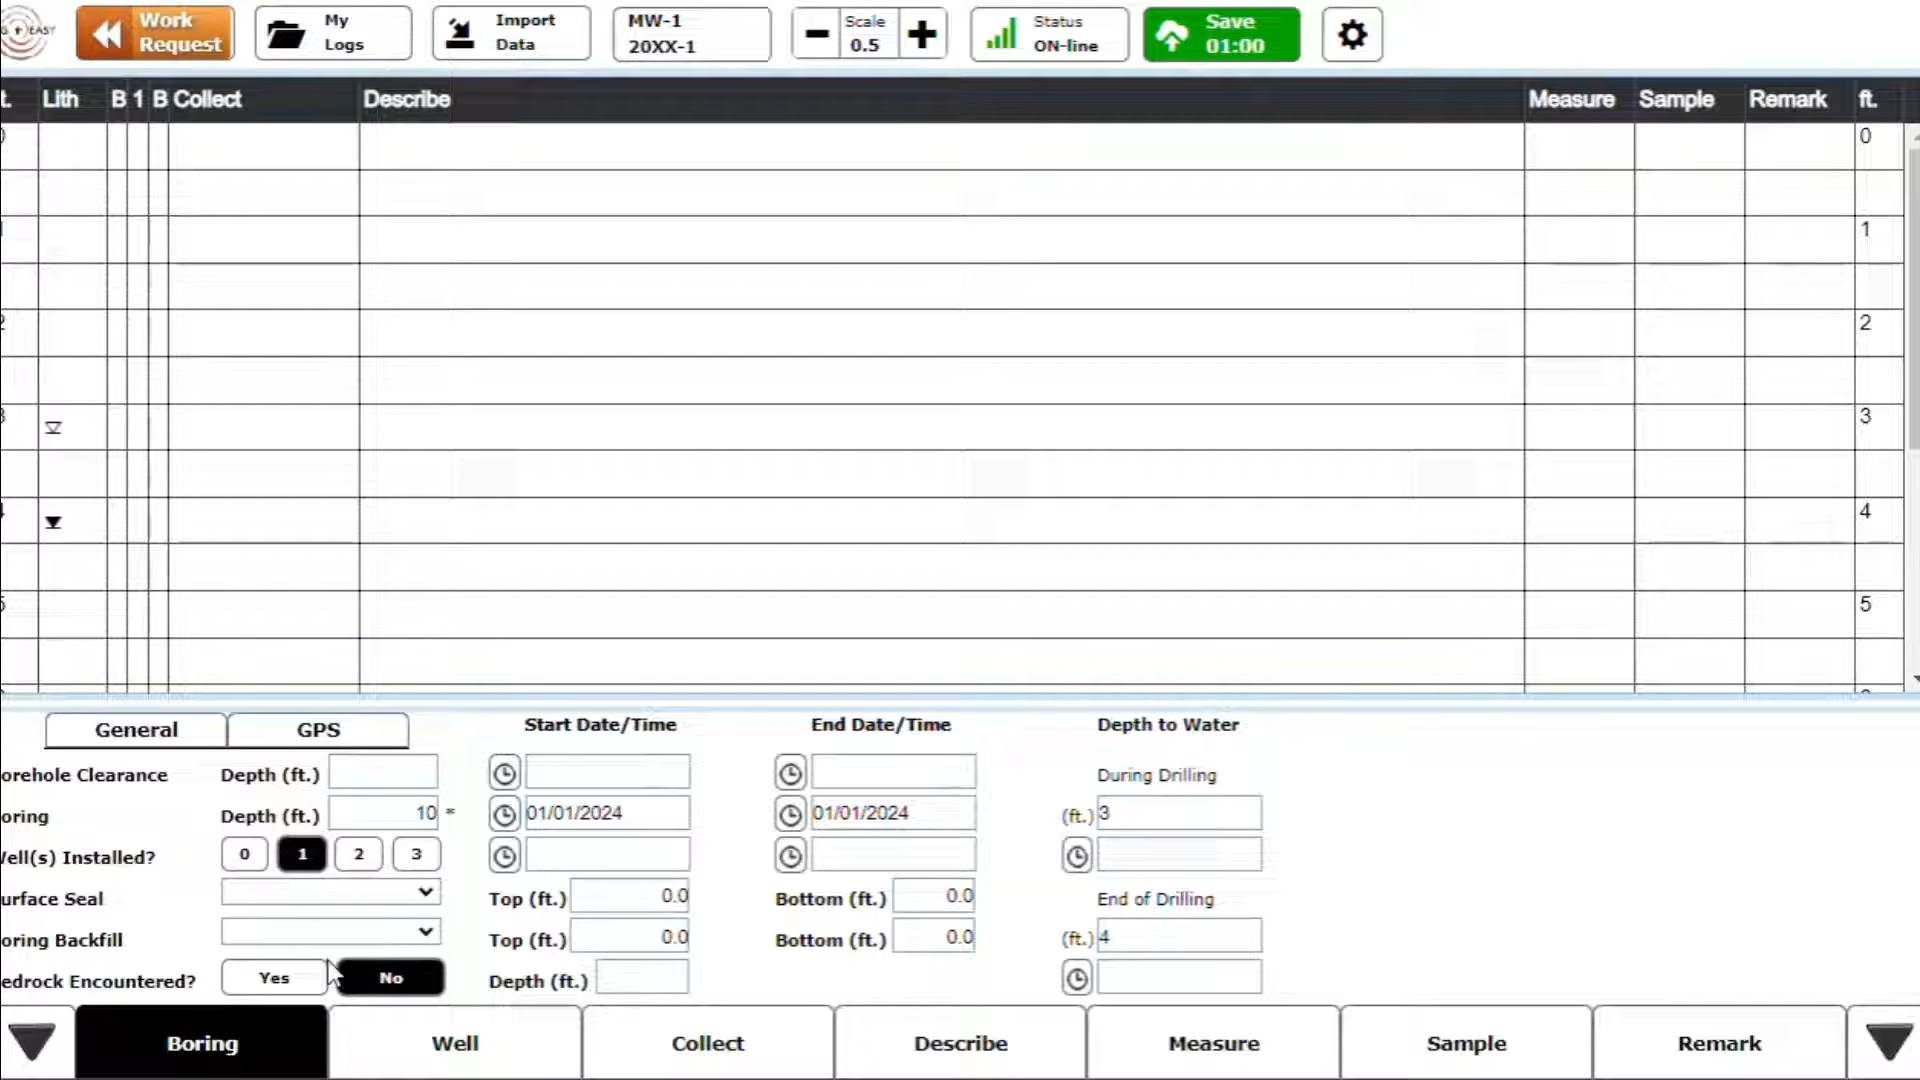 Work
Request
My
Logs
Import
Data
MW-1
20XX-1
Scale
0.5
Status
ON-line
Save
01:00
t. Lith B 1 B Collect Describe Measure Sample Remark ft.
0
1
2
3
4
5
General GPS Start Date/Time End Date/Time Depth to Water
orehole Clearance Depth (ft.) During Drilling
oring Depth (ft.) 10 * 01/01/2024 01/01/2024 (ft.) 3
Vell(s) Installed? 0 1 2 3
urface Seal Top (ft.) 0.0 Bottom (ft.) 0.0 End of Drilling
oring Backfill Top (ft.) 0.0 Bottom (ft.) 0.0 (ft.) 4
edrock Encountered? Yes No Depth (ft.)
Boring Well Collect Describe Measure Sample Remark